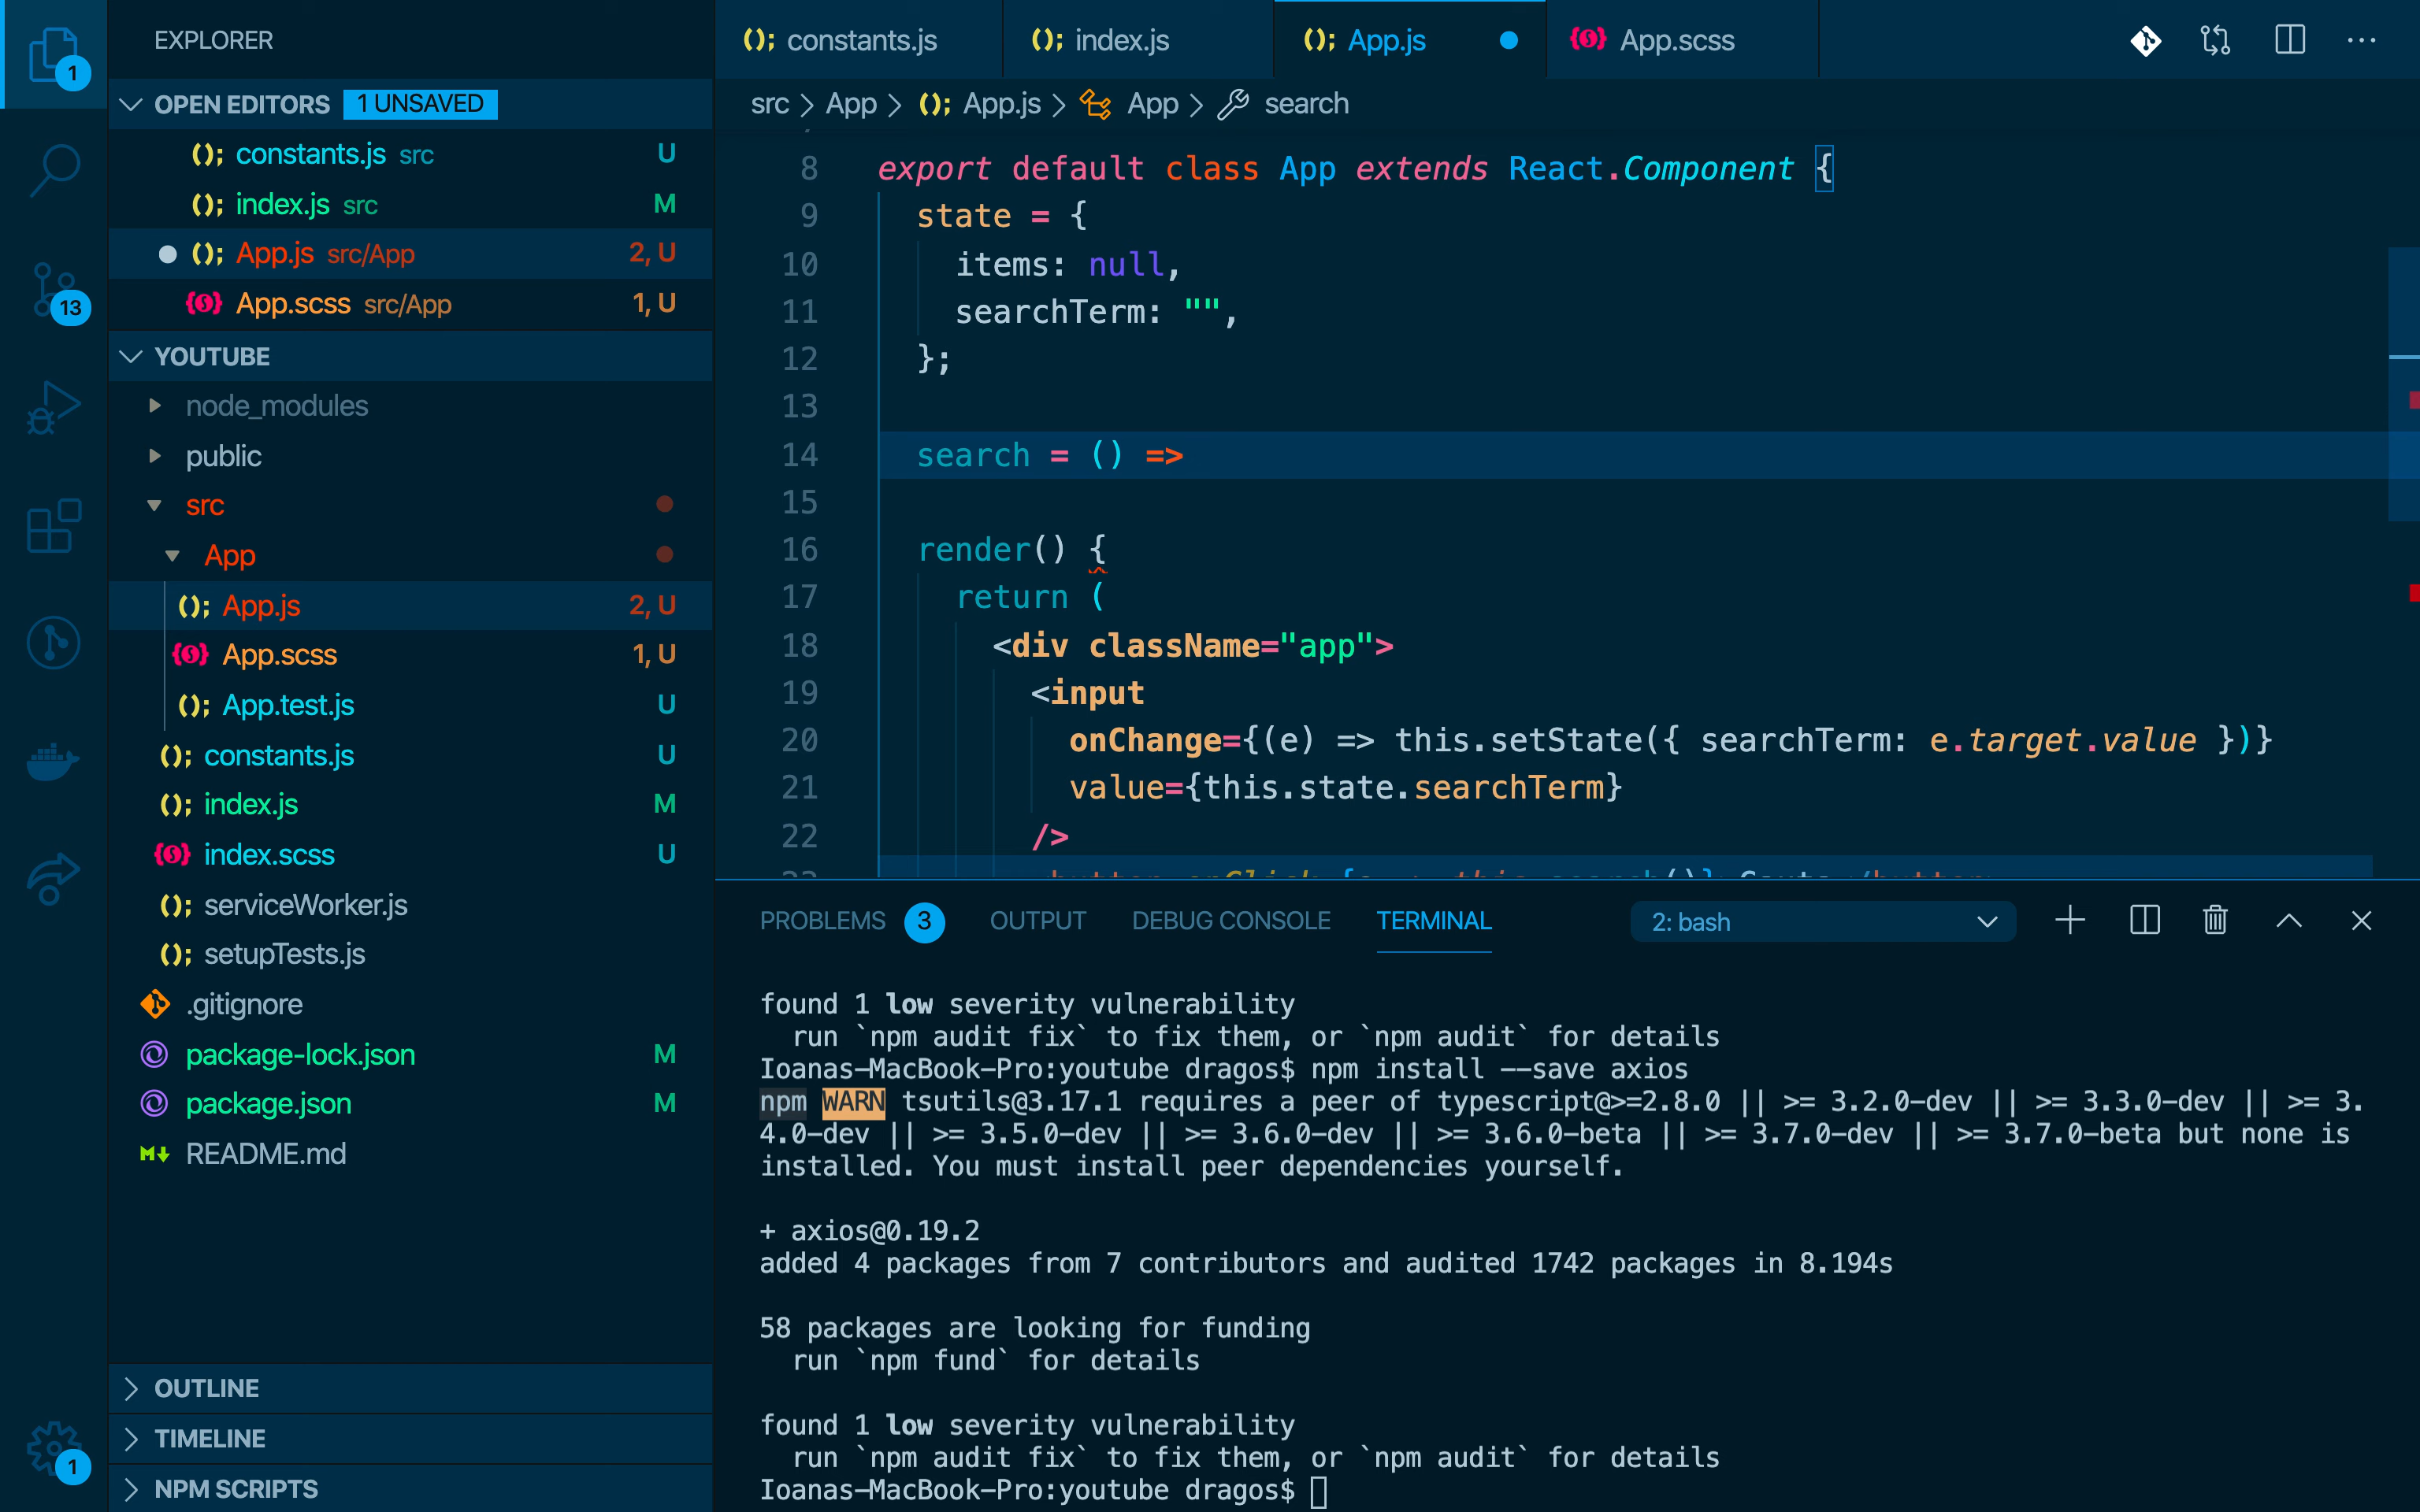 EXPLORER
OPEN EDITORS 1 UNSAVED
constants.js src U
index.js src M
App.js src/App 2, U
App.scss src/App 1, U
YOUTUBE
node_modules
public
src
App
App.js 2, U
App.scss 1, U
App.test.js U
constants.js U
index.js M
index.scss U
serviceWorker.js
setupTests.js
.gitignore
package-lock.json M
package.json M
README.md
OUTLINE
TIMELINE
NPM SCRIPTS
1
13
1
constants.js index.js App.js App.scss
src > App > App.js > App > search
8 export default class App extends React.Component {
9 state = {
10 items: null,
11 searchTerm: "",
12 };
13
14 search = () =>
15
16 render() {
17 return (
18 <div className="app">
19 <input
20 onChange={(e) => this.setState({ searchTerm: e.target.value })}
21 value={this.state.searchTerm}
22 />
PROBLEMS 3 OUTPUT DEBUG CONSOLE TERMINAL 2: bash
found 1 low severity vulnerability
run `npm audit fix` to fix them, or `npm audit` for details
Ioanas-MacBook-Pro:youtube dragos$ npm install --save axios
npm WARN tsutils@3.17.1 requires a peer of typescript@>=2.8.0 || >= 3.2.0-dev || >= 3.3.0-dev || >= 3.
4.0-dev || >= 3.5.0-dev || >= 3.6.0-dev || >= 3.6.0-beta || >= 3.7.0-dev || >= 3.7.0-beta but none is
installed. You must install peer dependencies yourself.
+ axios@0.19.2
added 4 packages from 7 contributors and audited 1742 packages in 8.194s
58 packages are looking for funding
run `npm fund` for details
found 1 low severity vulnerability
run `npm audit fix` to fix them, or `npm audit` for details
Ioanas-MacBook-Pro:youtube dragos$